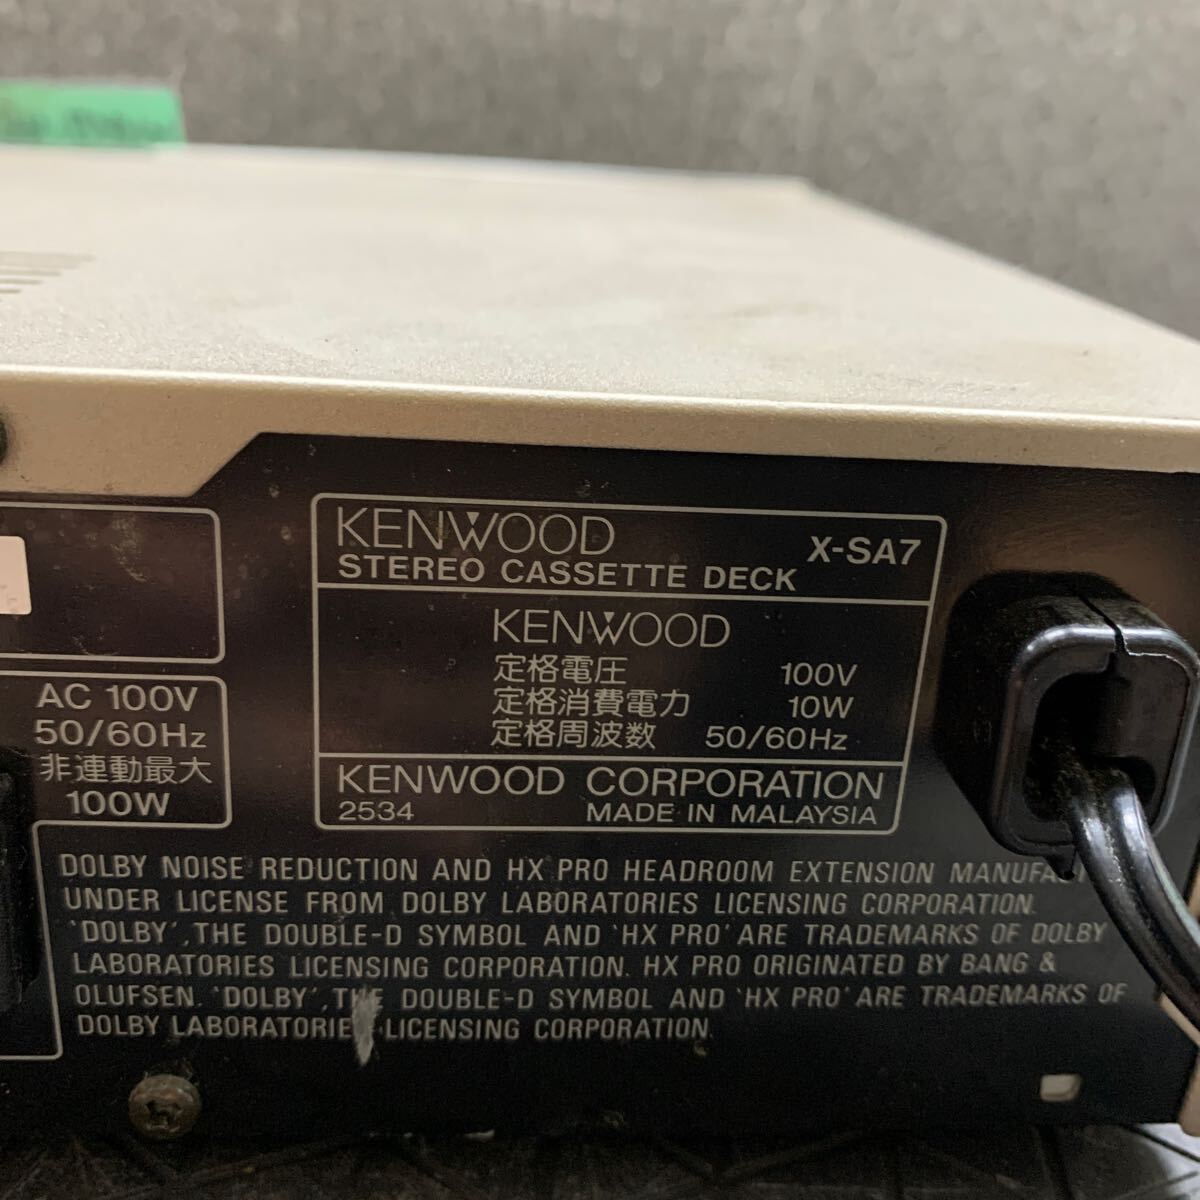 KENWOOD
STEREO CASSETTE DECK
X-SA7
KENWOOD
定格電圧 100V
定格消費電力 10W
定格周波数 50/60Hz
KENWOOD CORPORATION
2534 MADE IN MALAYSIA
AC 100V
50/60Hz
非連動最大
100W
DOLBY NOISE REDUCTION AND HX PRO HEADROOM EXTENSION MANUFACT
UNDER LICENSE FROM DOLBY LABORATORIES LICENSING CORPORATION.
'DOLBY', THE DOUBLE-D SYMBOL AND 'HX PRO' ARE TRADEMARKS OF DOLBY
LABORATORIES LICENSING CORPORATION. HX PRO ORIGINATED BY BANG &
OLUFSEN. 'DOLBY', THE DOUBLE-D SYMBOL AND 'HX PRO' ARE TRADEMARKS OF
DOLBY LABORATORIES LICENSING CORPORATION.